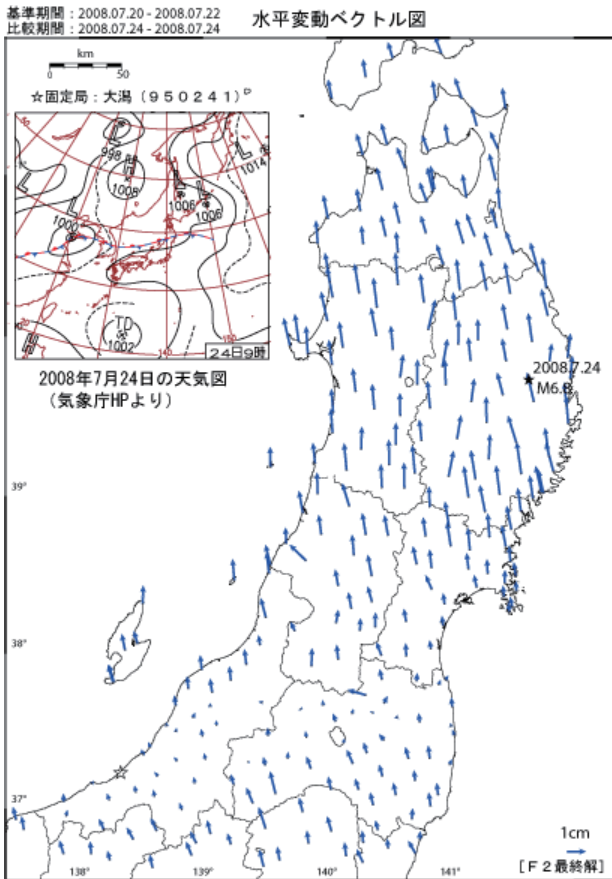 基準期間：2008.07.20-2008.07.22
比較期間：2008.07.24-2008.07.24
水平変動ベクトル図
km
0 50
☆固定局：大潟（950241）
L
998
H
1008
L
1006
L
1006
L
1014
L
L
1000
TD
1002
140
150
24日9時
2008年7月24日の天気図
（気象庁HPより）
2008.7.24
39°
38°
37°
138°
139°
140°
141°
1cm
［F2最終解］